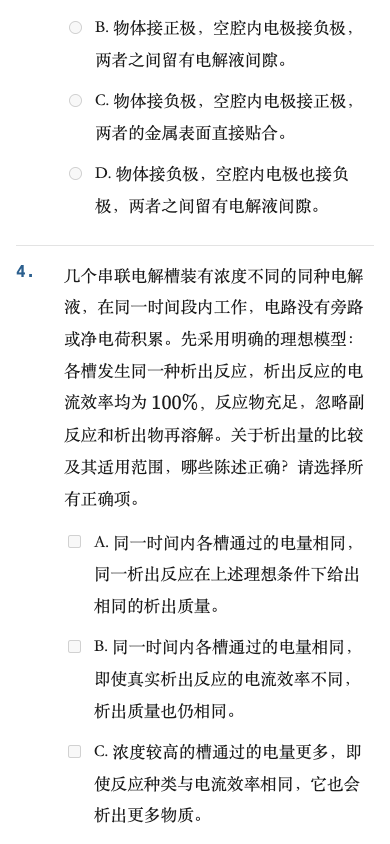 B. 物体接正极，空腔内电极接负极，
两者之间留有电解液间隙。
C. 物体接负极，空腔内电极接正极，
两者的金属表面直接贴合。
D. 物体接负极，空腔内电极也接负
极，两者之间留有电解液间隙。
4. 几个串联电解槽装有浓度不同的同种电解
液，在同一时间段内工作，电路没有旁路
或净电荷积累。先采用明确的理想模型：
各槽发生同一种析出反应，析出反应的电
流效率均为 100%，反应物充足，忽略副
反应和析出物再溶解。关于析出量的比较
及其适用范围，哪些陈述正确？请选择所
有正确项。
A. 同一时间内各槽通过的电量相同，
同一析出反应在上述理想条件下给出
相同的析出质量。
B. 同一时间内各槽通过的电量相同，
即使真实析出反应的电流效率不同，
析出质量也仍相同。
C. 浓度较高的槽通过的电量更多，即
使反应种类与电流效率相同，它也会
析出更多物质。